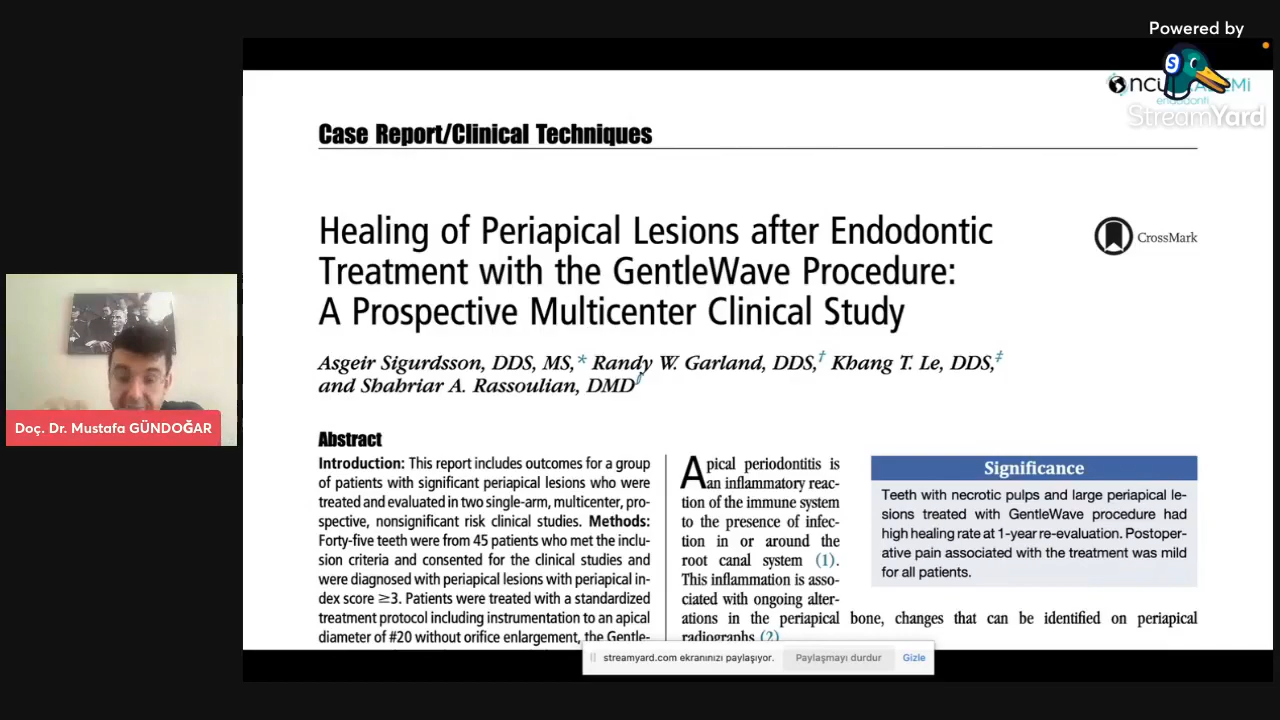 Powered by
StreamYard
endodonti
Case Report/Clinical Techniques
Healing of Periapical Lesions after Endodontic
Treatment with the GentleWave Procedure:
A Prospective Multicenter Clinical Study
CrossMark
Asgeir Sigurdsson, DDS, MS,* Randy W. Garland, DDS,† Khang T. Le, DDS,‡
and Shahriar A. Rassoulian, DMD
Abstract
Introduction: This report includes outcomes for a group
of patients with significant periapical lesions who were
treated and evaluated in two single-arm, multicenter, pro-
spective, nonsignificant risk clinical studies. Methods:
Forty-five teeth were from 45 patients who met the inclu-
sion criteria and consented for the clinical studies and
were diagnosed with periapical lesions with periapical in-
dex score ≥3. Patients were treated with a standardized
treatment protocol including instrumentation to an apical
diameter of #20 without orifice enlargement, the Gentle-
Apical periodontitis is
an inflammatory reac-
tion of the immune system
to the presence of infec-
tion in or around the
root canal system (1).
This inflammation is asso-
ciated with ongoing alter-
ations in the periapical bone, changes that can be identified on periapical
radiographs (2)
Significance
Teeth with necrotic pulps and large periapical le-
sions treated with GentleWave procedure had
high healing rate at 1-year re-evaluation. Postoper-
ative pain associated with the treatment was mild
for all patients.
Doç. Dr. Mustafa GÜNDOĞAR
streamyard.com ekranınızı paylaşıyor.
Paylaşmayı durdur
Gizle